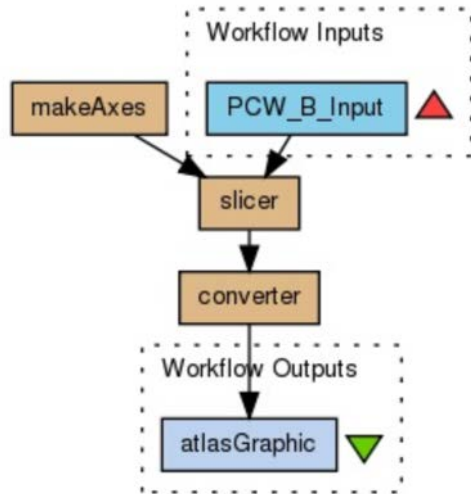 Workflow Inputs
makeAxes
PCW_B_Input
slicer
converter
Workflow Outputs
atlasGraphic